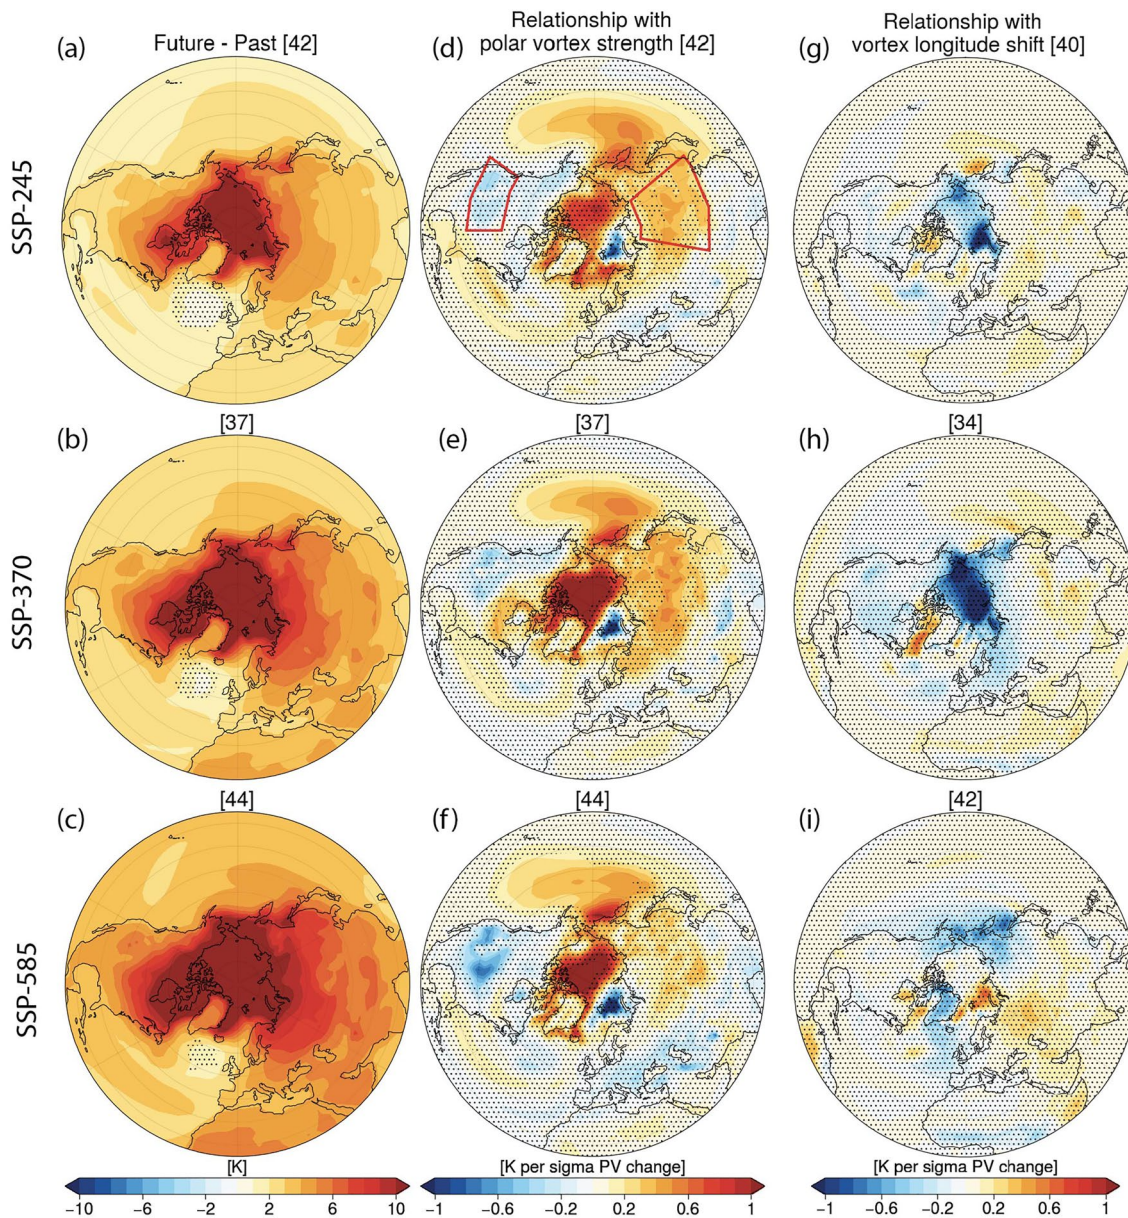 (a)
Future - Past [42]
(d)
Relationship with
polar vortex strength [42]
(g)
Relationship with
vortex longitude shift [40]
SSP-245
(b)
[37]
(e)
[37]
(h)
[34]
SSP-370
(c)
[44]
(f)
[44]
(i)
[42]
SSP-585
[K]
−10 −6 −2 2 6 10
[K per sigma PV change]
−1 −0.6 −0.2 0.2 0.6 1
[K per sigma PV change]
−1 −0.6 −0.2 0.2 0.6 1